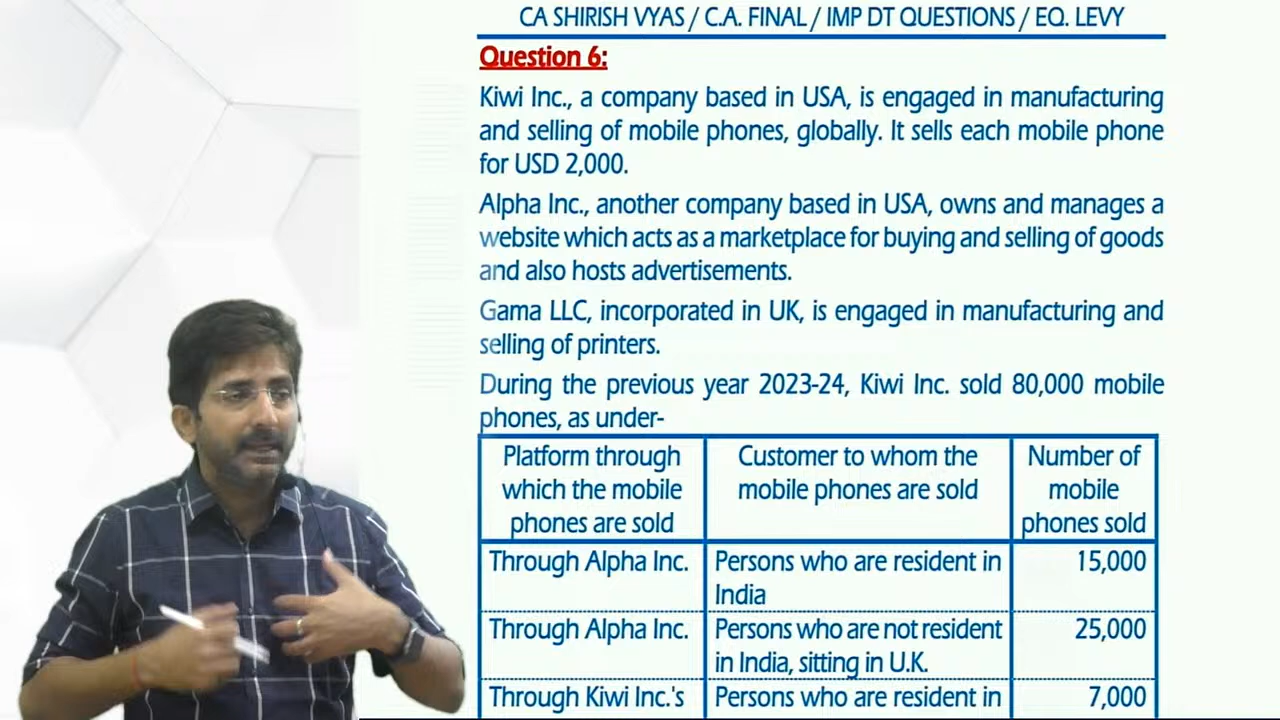 CA SHIRISH VYAS / C.A. FINAL / IMP DT QUESTIONS / EQ. LEVY
Question 6:
Kiwi Inc., a company based in USA, is engaged in manufacturing
and selling of mobile phones, globally. It sells each mobile phone
for USD 2,000.
Alpha Inc., another company based in USA, owns and manages a
website which acts as a marketplace for buying and selling of goods
and also hosts advertisements.
Gama LLC, incorporated in UK, is engaged in manufacturing and
selling of printers.
During the previous year 2023-24, Kiwi Inc. sold 80,000 mobile
phones, as under-
Platform through
which the mobile
phones are sold
Customer to whom the
mobile phones are sold
Number of
mobile
phones sold
Through Alpha Inc.
Persons who are resident in
India
15,000
Through Alpha Inc.
Persons who are not resident
in India, sitting in U.K.
25,000
Through Kiwi Inc.'s
Persons who are resident in
7,000